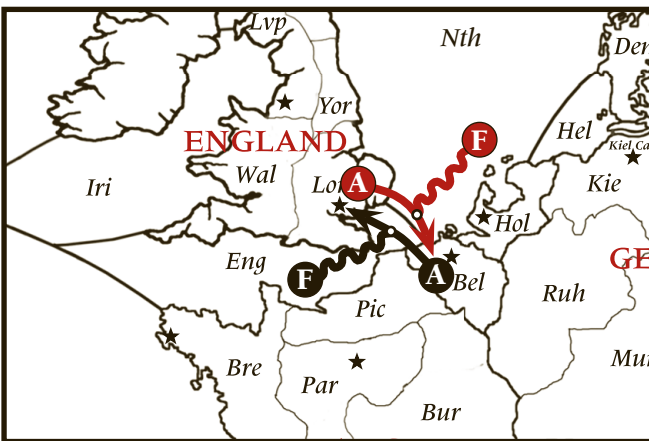 Lvp
Nth
Den
Yor
ENGLAND
Hel
Kiel Ca
Iri
Wal
Lon
A
F
Kie
Hol
Eng
F
A
Bel
GE
Pic
Ruh
Bre
Par
Mun
Bur